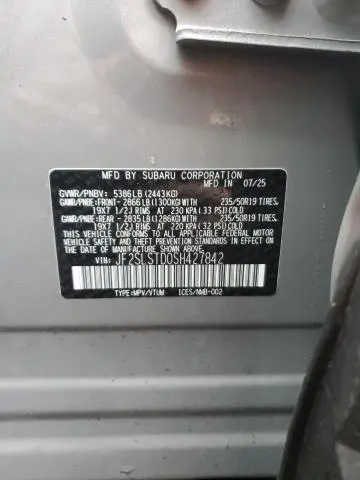 MFD. BY SUBARU CORPORATION
MFD IN 07/25
GVWR/PNBV: 5386LB(2443KG)
GAWR/PNBE:FRONT- 2866LB(1300KG)WITH 235/50R19 TIRES,
19X7 1/2J RIMS AT 230 KPA(33 PSI)COLD
GAWR/PNBE:REAR - 2835LB(1286KG)WITH 235/50R19 TIRES,
19X7 1/2J RIMS AT 220 KPA(32 PSI)COLD
THIS VEHICLE CONFORMS TO ALL APPLICABLE FEDERAL MOTOR
VEHICLE SAFETY AND THEFT PREVENTION STANDARDS IN EFFECT ON THE DATE
OF MANUFACTURE SHOWN ABOVE.
VIN: JF2SLSTD0SH427842
TYPE:MPV/VTUM ICES/NMB-002